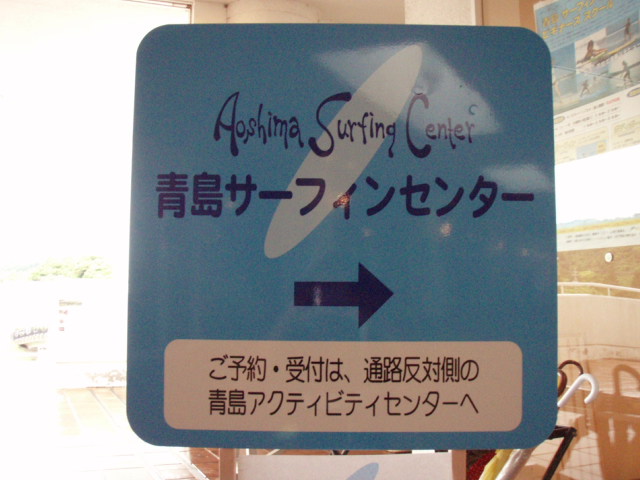 Aoshima Surfing Center
青島サーフィンセンター
ご予約・受付は、通路反対側の
青島アクティビティセンターへ